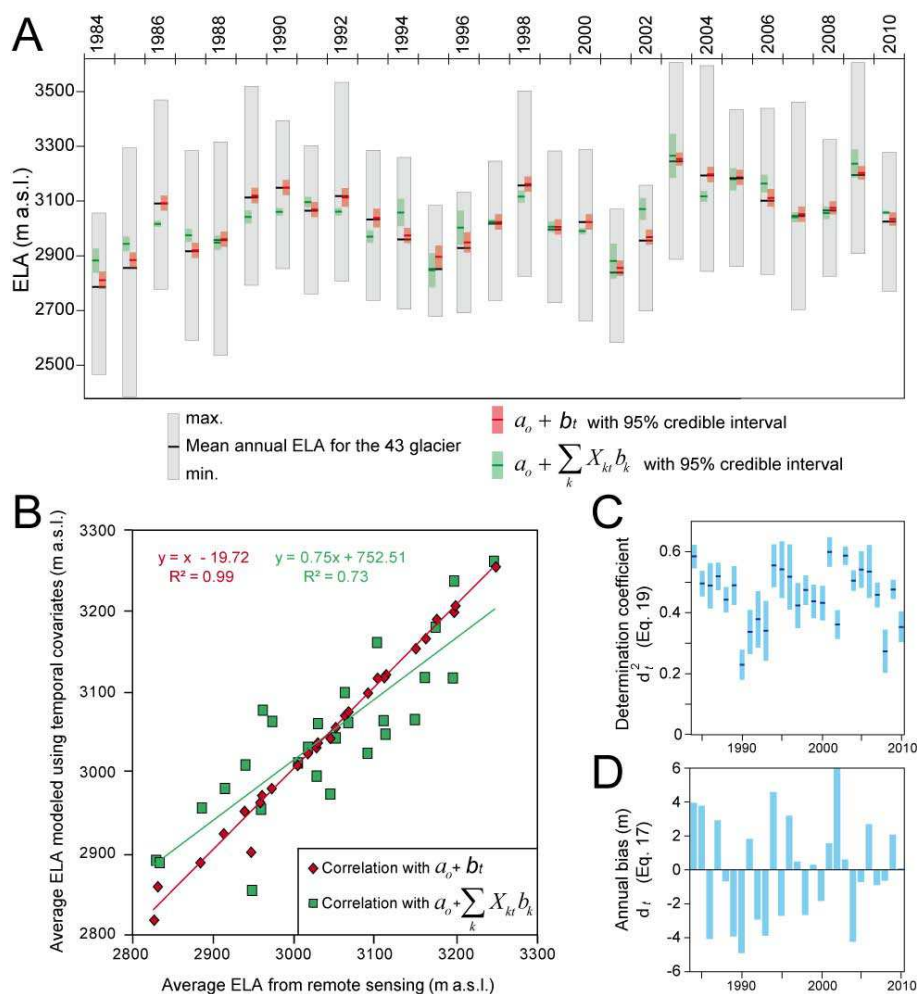 A
1984 1986 1988 1990 1992 1994 1996 1998 2000 2002 2004 2006 2008 2010
ELA (m a.s.l.)
3500
3300
3100
2900
2700
2500
max.
Mean annual ELA for the 43 glacier
min.
a_o + b_t with 95% credible interval
a_o + ∑_k X_{kt} b_k with 95% credible interval
B
Average ELA modeled using temporal covariates (m a.s.l.)
3300
3200
3100
3000
2900
2800
y = x - 19.72
R² = 0.99
y = 0.75x + 752.51
R² = 0.73
Correlation with a_o + b_t
Correlation with a_o + ∑_k X_{kt} b_k
2800 2900 3000 3100 3200 3300
Average ELA from remote sensing (m a.s.l.)
C
Determination coefficient
d_t² (Eq. 19)
0.6
0.4
0.2
0
1990 2000 2010
D
Annual bias (m)
d_t (Eq. 17)
6
4
2
0
-2
-4
-6
1990 2000 2010